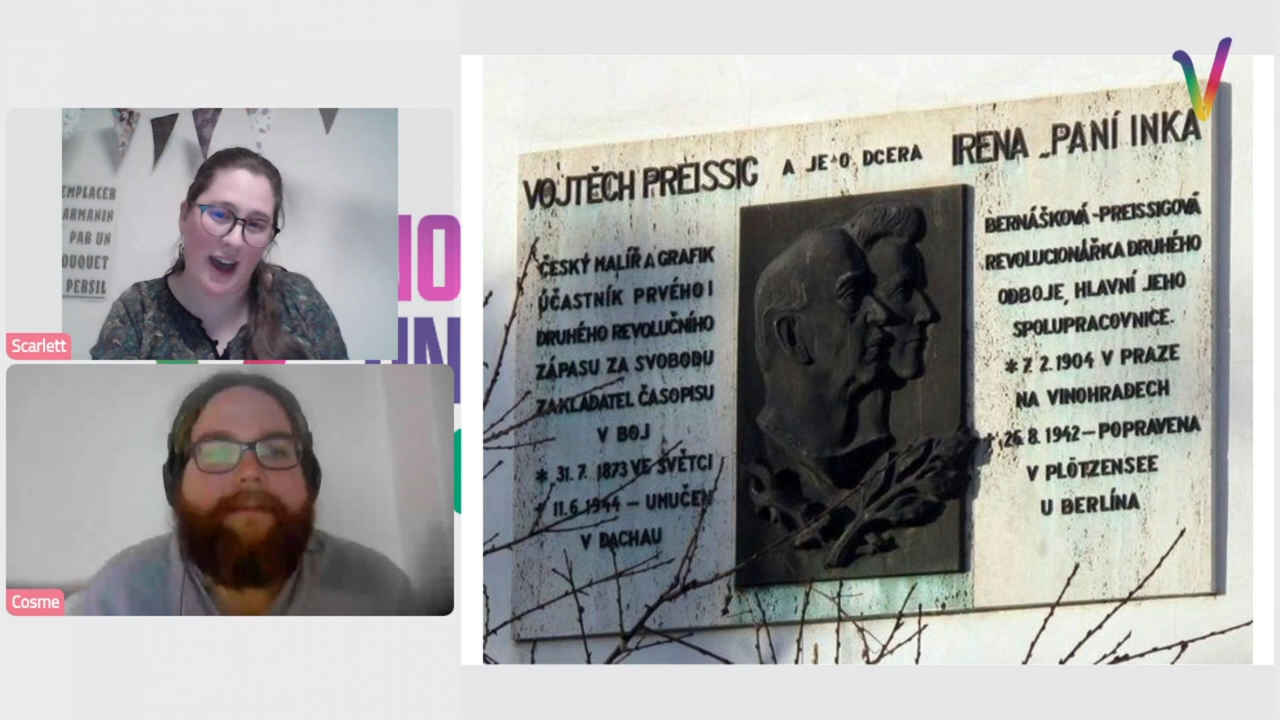 EMPLACER
ARMANIN
PAR UN
OUQUET
PERSIL
Scarlett
Cosme
NO
UN
V
VOJTĚCH PREISSIG A JEHO DCERA IRENA „PANÍ INKA
ČESKÝ MALÍŘ A GRAFIK
ÚČASTNÍK PRVÉHO I
DRUHÉHO REVOLUČNÍHO
ZÁPASU ZA SVOBODU
ZAKLADATEL ČASOPISU
V BOJ
* 31. 7. 1873 VE SVĚTCI
† 11.6.1944 – UMUČEN
V DACHAU
BERNÁŠKOVÁ-PREISSIGOVÁ
REVOLUCIONÁŘKA DRUHÉHO
ODBOJE, HLAVNÍ JEHO
SPOLUPRACOVNICE.
* 7. 2. 1904 V PRAZE
NA VINOHRADECH
† 26. 8. 1942 – POPRAVENA
V PLÖTZENSEE
U BERLÍNA